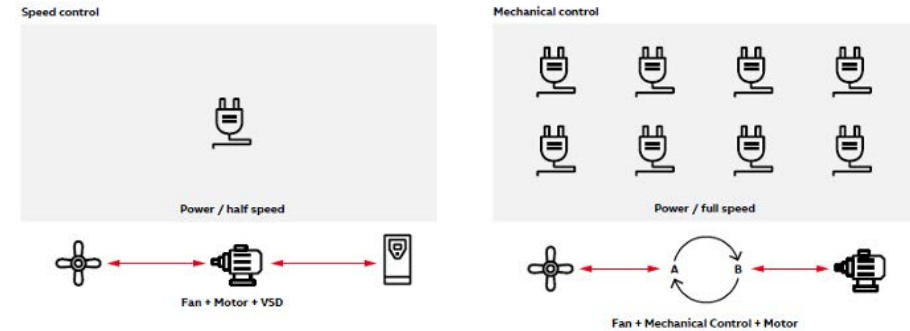 Speed control
Power / half speed
Fan + Motor + VSD
Mechanical control
Power / full speed
A
B
Fan + Mechanical Control + Motor